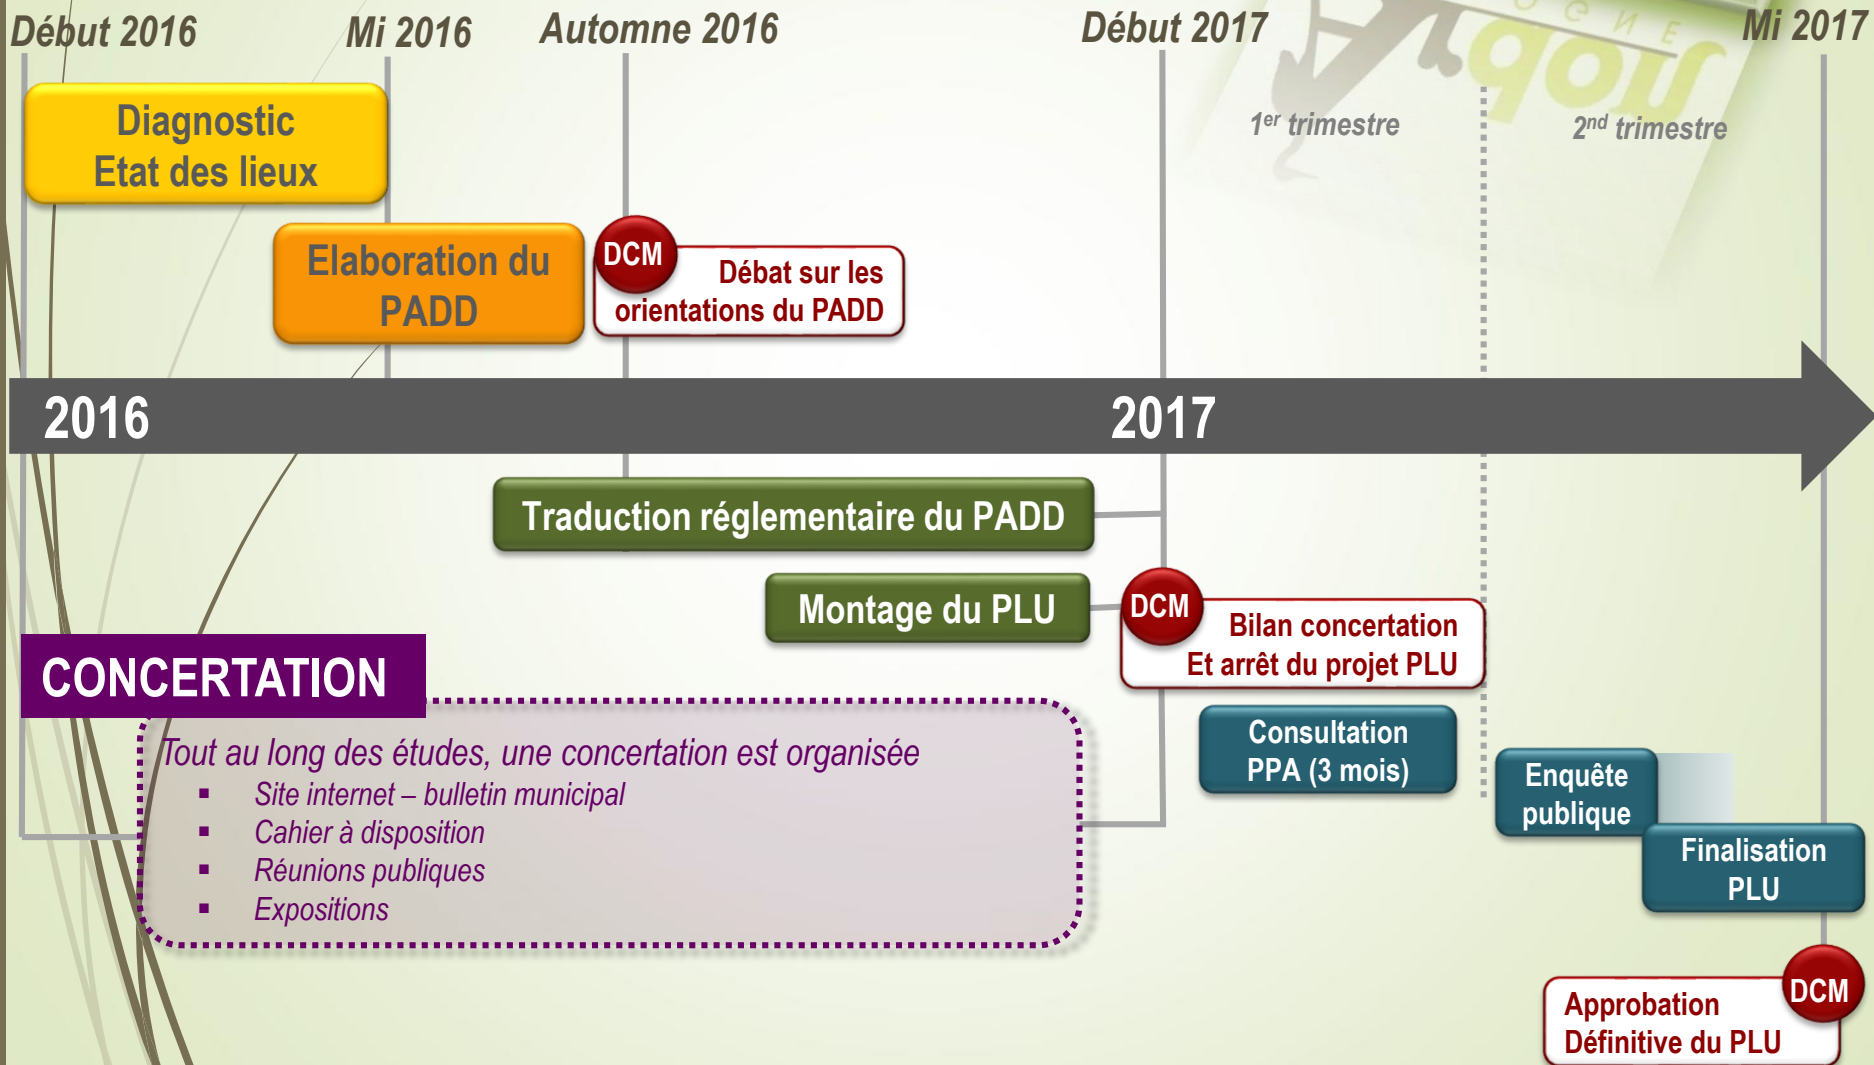 Début 2016
Mi 2016
Automne 2016
Début 2017
Mi 2017
1er trimestre
2nd trimestre
Diagnostic
Etat des lieux
Elaboration du
PADD
DCM
Débat sur les
orientations du PADD
2016
2017
Traduction réglementaire du PADD
Montage du PLU
DCM
Bilan concertation
Et arrêt du projet PLU
CONCERTATION
Tout au long des études, une concertation est organisée
▪ Site internet – bulletin municipal
▪ Cahier à disposition
▪ Réunions publiques
▪ Expositions
Consultation
PPA (3 mois)
Enquête
publique
Finalisation
PLU
DCM
Approbation
Définitive du PLU